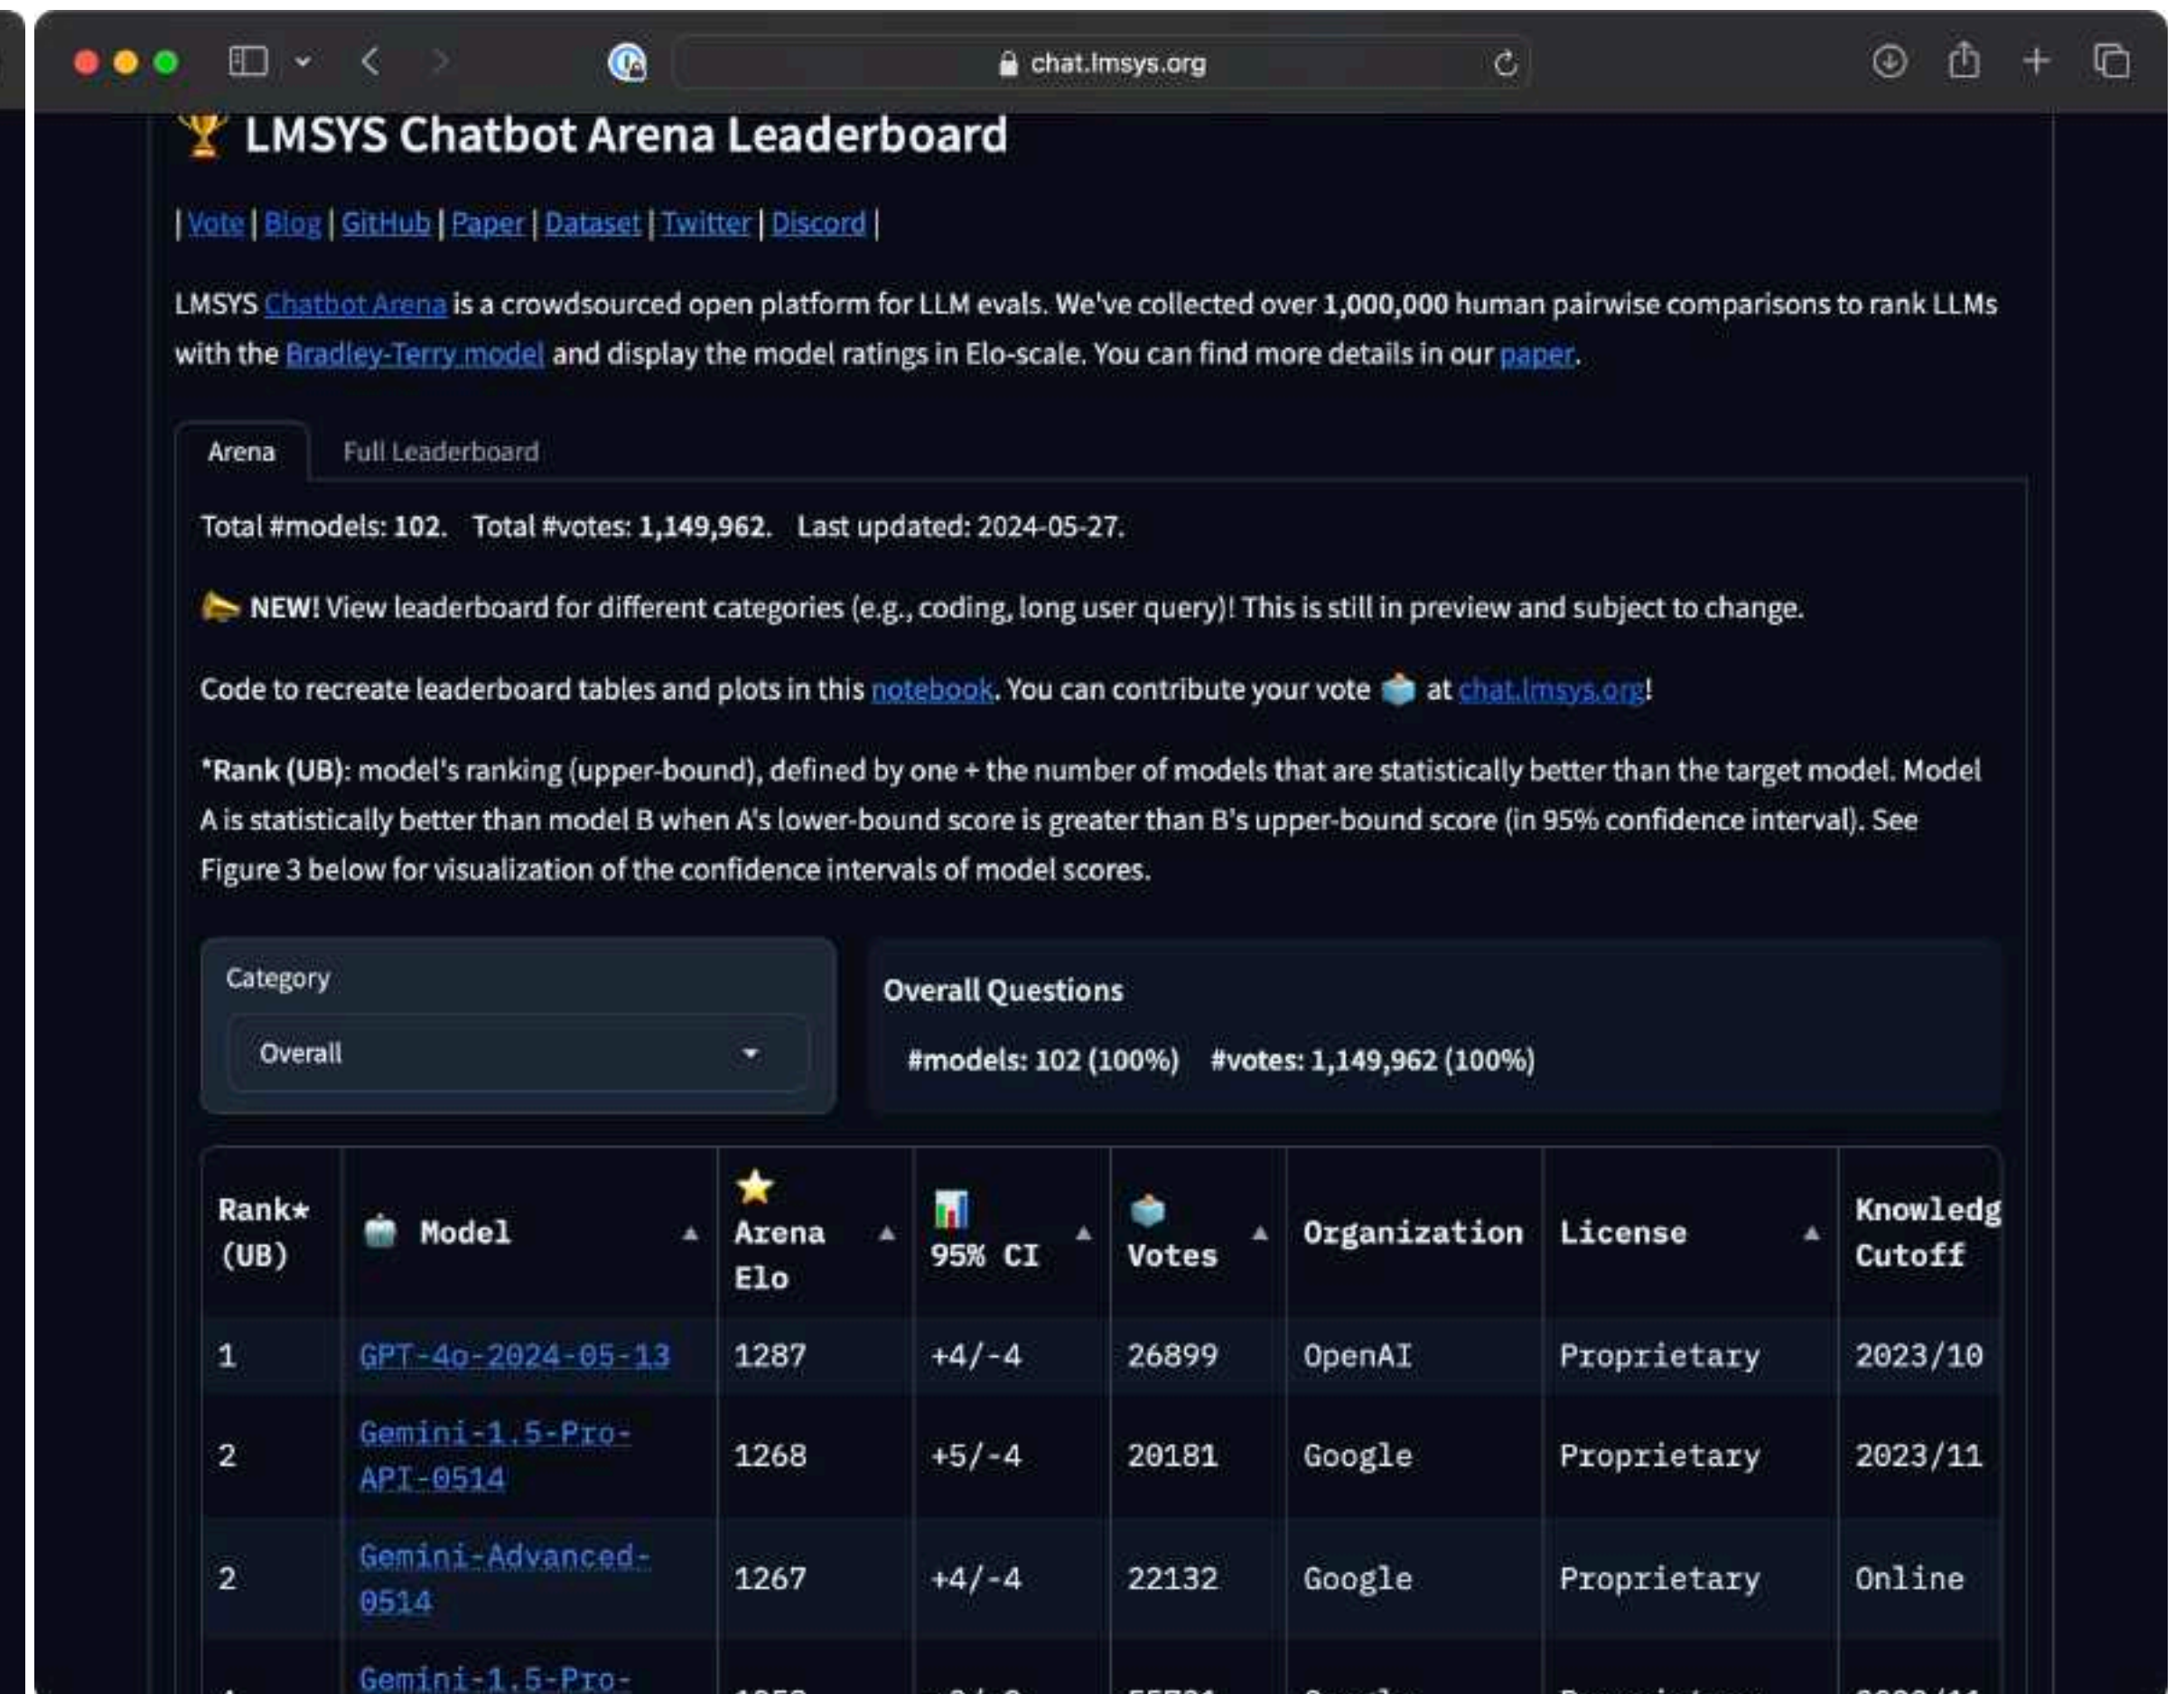 chat.lmsys.org
🏆 LMSYS Chatbot Arena Leaderboard
| Vote | Blog | GitHub | Paper | Dataset | Twitter | Discord |
LMSYS Chatbot Arena is a crowdsourced open platform for LLM evals. We've collected over 1,000,000 human pairwise comparisons to rank LLMs
with the Bradley-Terry model and display the model ratings in Elo-scale. You can find more details in our paper.
Arena Full Leaderboard
Total #models: 102. Total #votes: 1,149,962. Last updated: 2024-05-27.
📣 NEW! View leaderboard for different categories (e.g., coding, long user query)! This is still in preview and subject to change.
Code to recreate leaderboard tables and plots in this notebook. You can contribute your vote 🗳️ at chat.lmsys.org!
*Rank (UB): model's ranking (upper-bound), defined by one + the number of models that are statistically better than the target model. Model
A is statistically better than model B when A's lower-bound score is greater than B's upper-bound score (in 95% confidence interval). See
Figure 3 below for visualization of the confidence intervals of model scores.
Category
Overall
Overall Questions
#models: 102 (100%) #votes: 1,149,962 (100%)
Rank* (UB) 🤖 Model ⭐ Arena Elo 📊 95% CI 🗳️ Votes Organization License Knowledg Cutoff
1 GPT-4o-2024-05-13 1287 +4/-4 26899 OpenAI Proprietary 2023/10
2 Gemini-1.5-Pro-API-0514 1268 +5/-4 20181 Google Proprietary 2023/11
2 Gemini-Advanced-0514 1267 +4/-4 22132 Google Proprietary Online
Gemini-1.5-Pro-